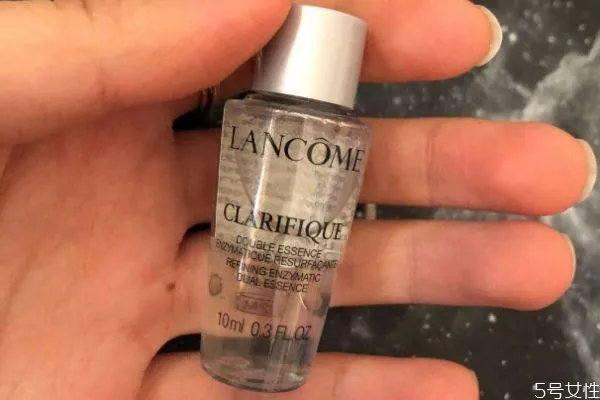 LANCÔME
CLARIFIQUE
DOUBLE ESSENCE
ENZYMATIQUE RESURFAÇANTE
REFINING ENZYMATIC
DUAL ESSENCE
10ml 0.3 FL.OZ
5号女性